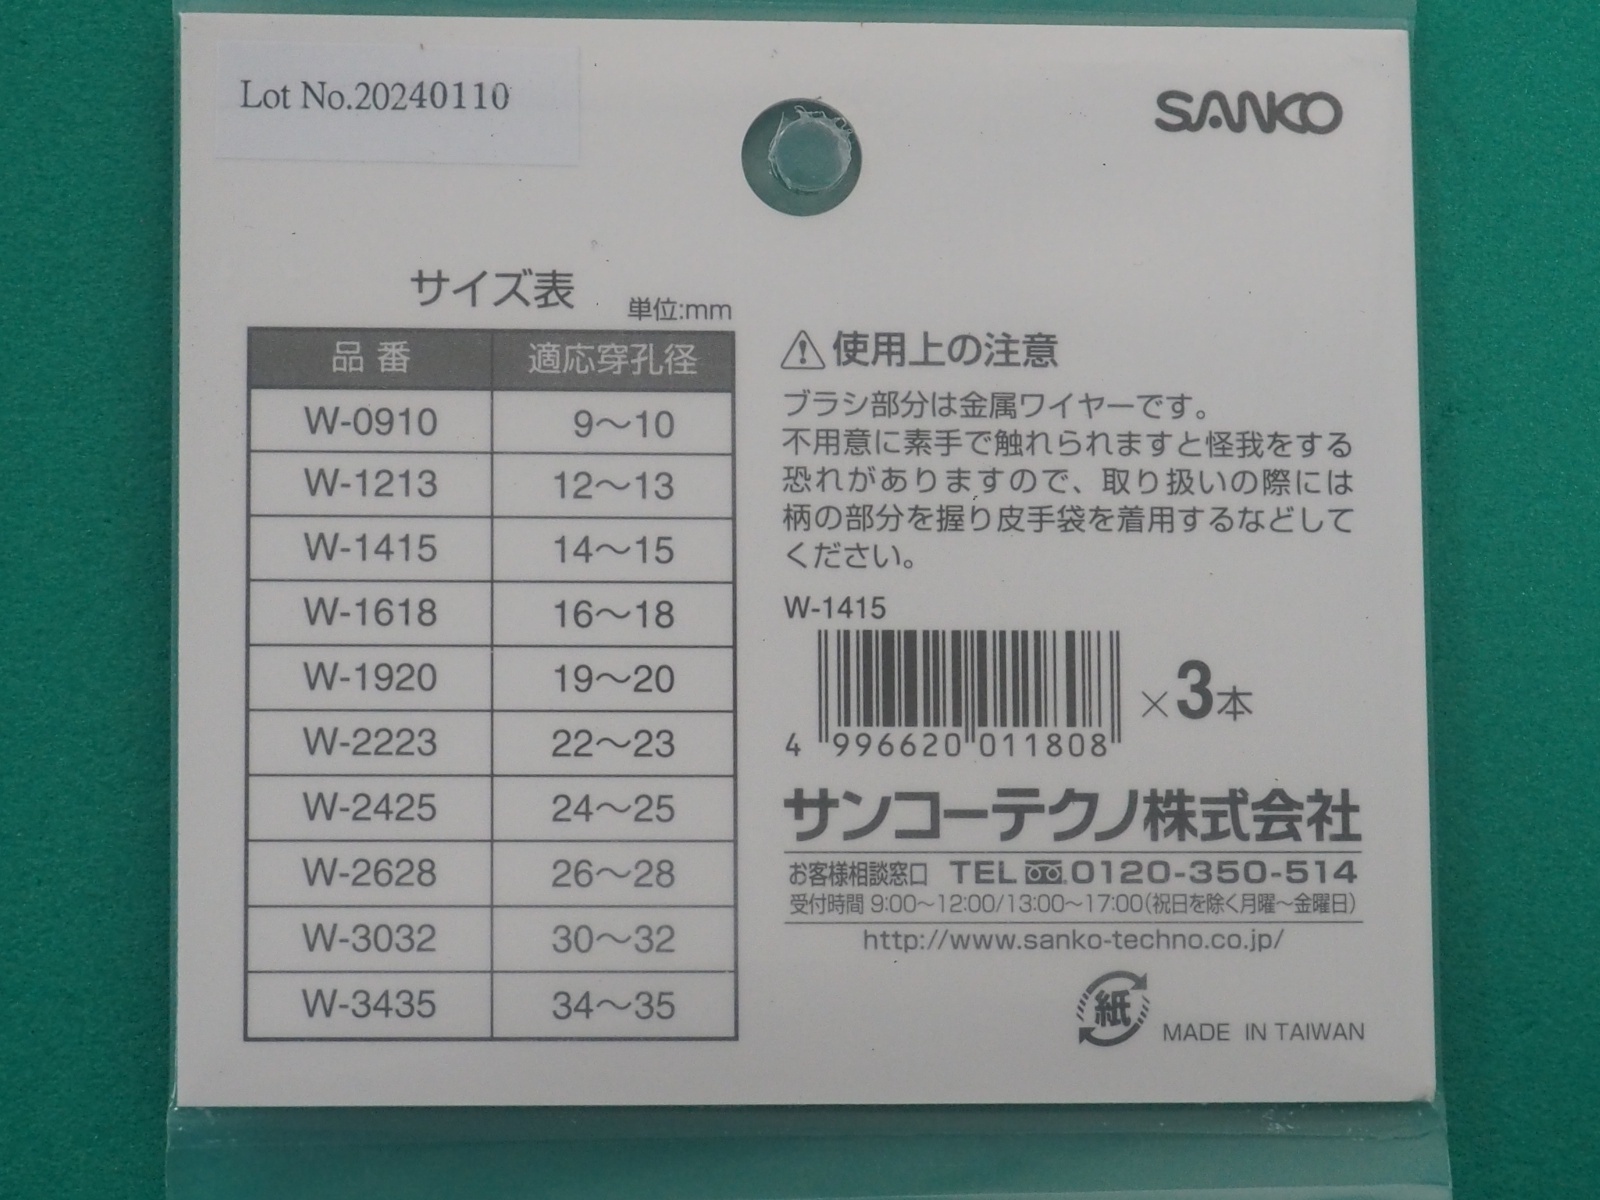 Lot No.20240110
SANKO
サイズ表
単位:mm
品番 適応穿孔径
W-0910 9～10
W-1213 12～13
W-1415 14～15
W-1618 16～18
W-1920 19～20
W-2223 22～23
W-2425 24～25
W-2628 26～28
W-3032 30～32
W-3435 34～35
使用上の注意
ブラシ部分は金属ワイヤーです。
不用意に素手で触れられますと怪我をする
恐れがありますので、取り扱いの際には
柄の部分を握り皮手袋を着用するなどして
ください。
W-1415
×3本
4 996620 011808
サンコーテクノ株式会社
お客様相談窓口 TEL 0120-350-514
受付時間 9:00～12:00/13:00～17:00(祝日を除く月曜～金曜日)
http://www.sanko-techno.co.jp/
紙
MADE IN TAIWAN